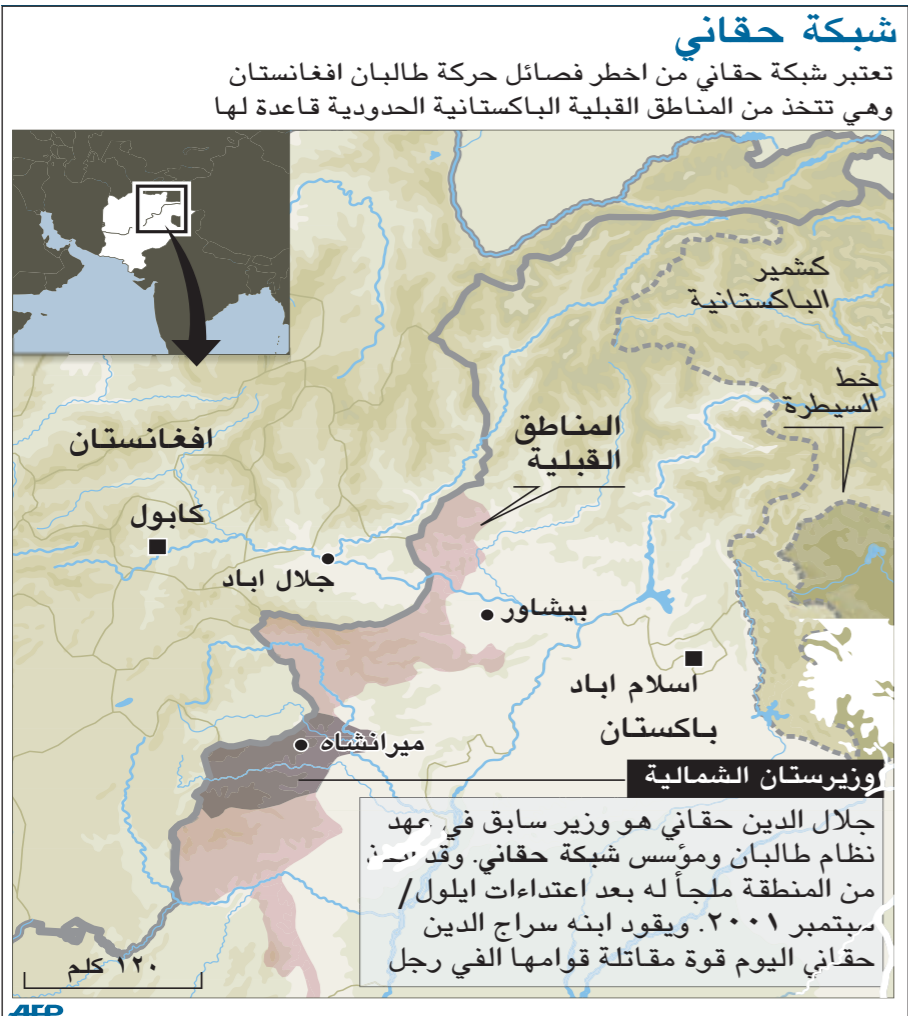 شبكة حقاني
تعتبر شبكة حقاني من اخطر فصائل حركة طالبان افغانستان
وهي تتخذ من المناطق القبلية الباكستانية الحدودية قاعدة لها
كشمير
الباكستانية
خط
السيطرة
المناطق
القبلية
افغانستان
كابول
جلال اباد
بيشاور
اسلام اباد
باكستان
ميرانشاه
وزيرستان الشمالية
جلال الدين حقاني هو وزير سابق في عهد
نظام طالبان ومؤسس شبكة حقاني. وقد
من المنطقة ملجأ له بعد اعتداءات ايلول/
سبتمبر ٢٠٠١. ويقود ابنه سراج الدين
حقاني اليوم قوة مقاتلة قوامها الفي رجل
١٢٠ كلم
AFP